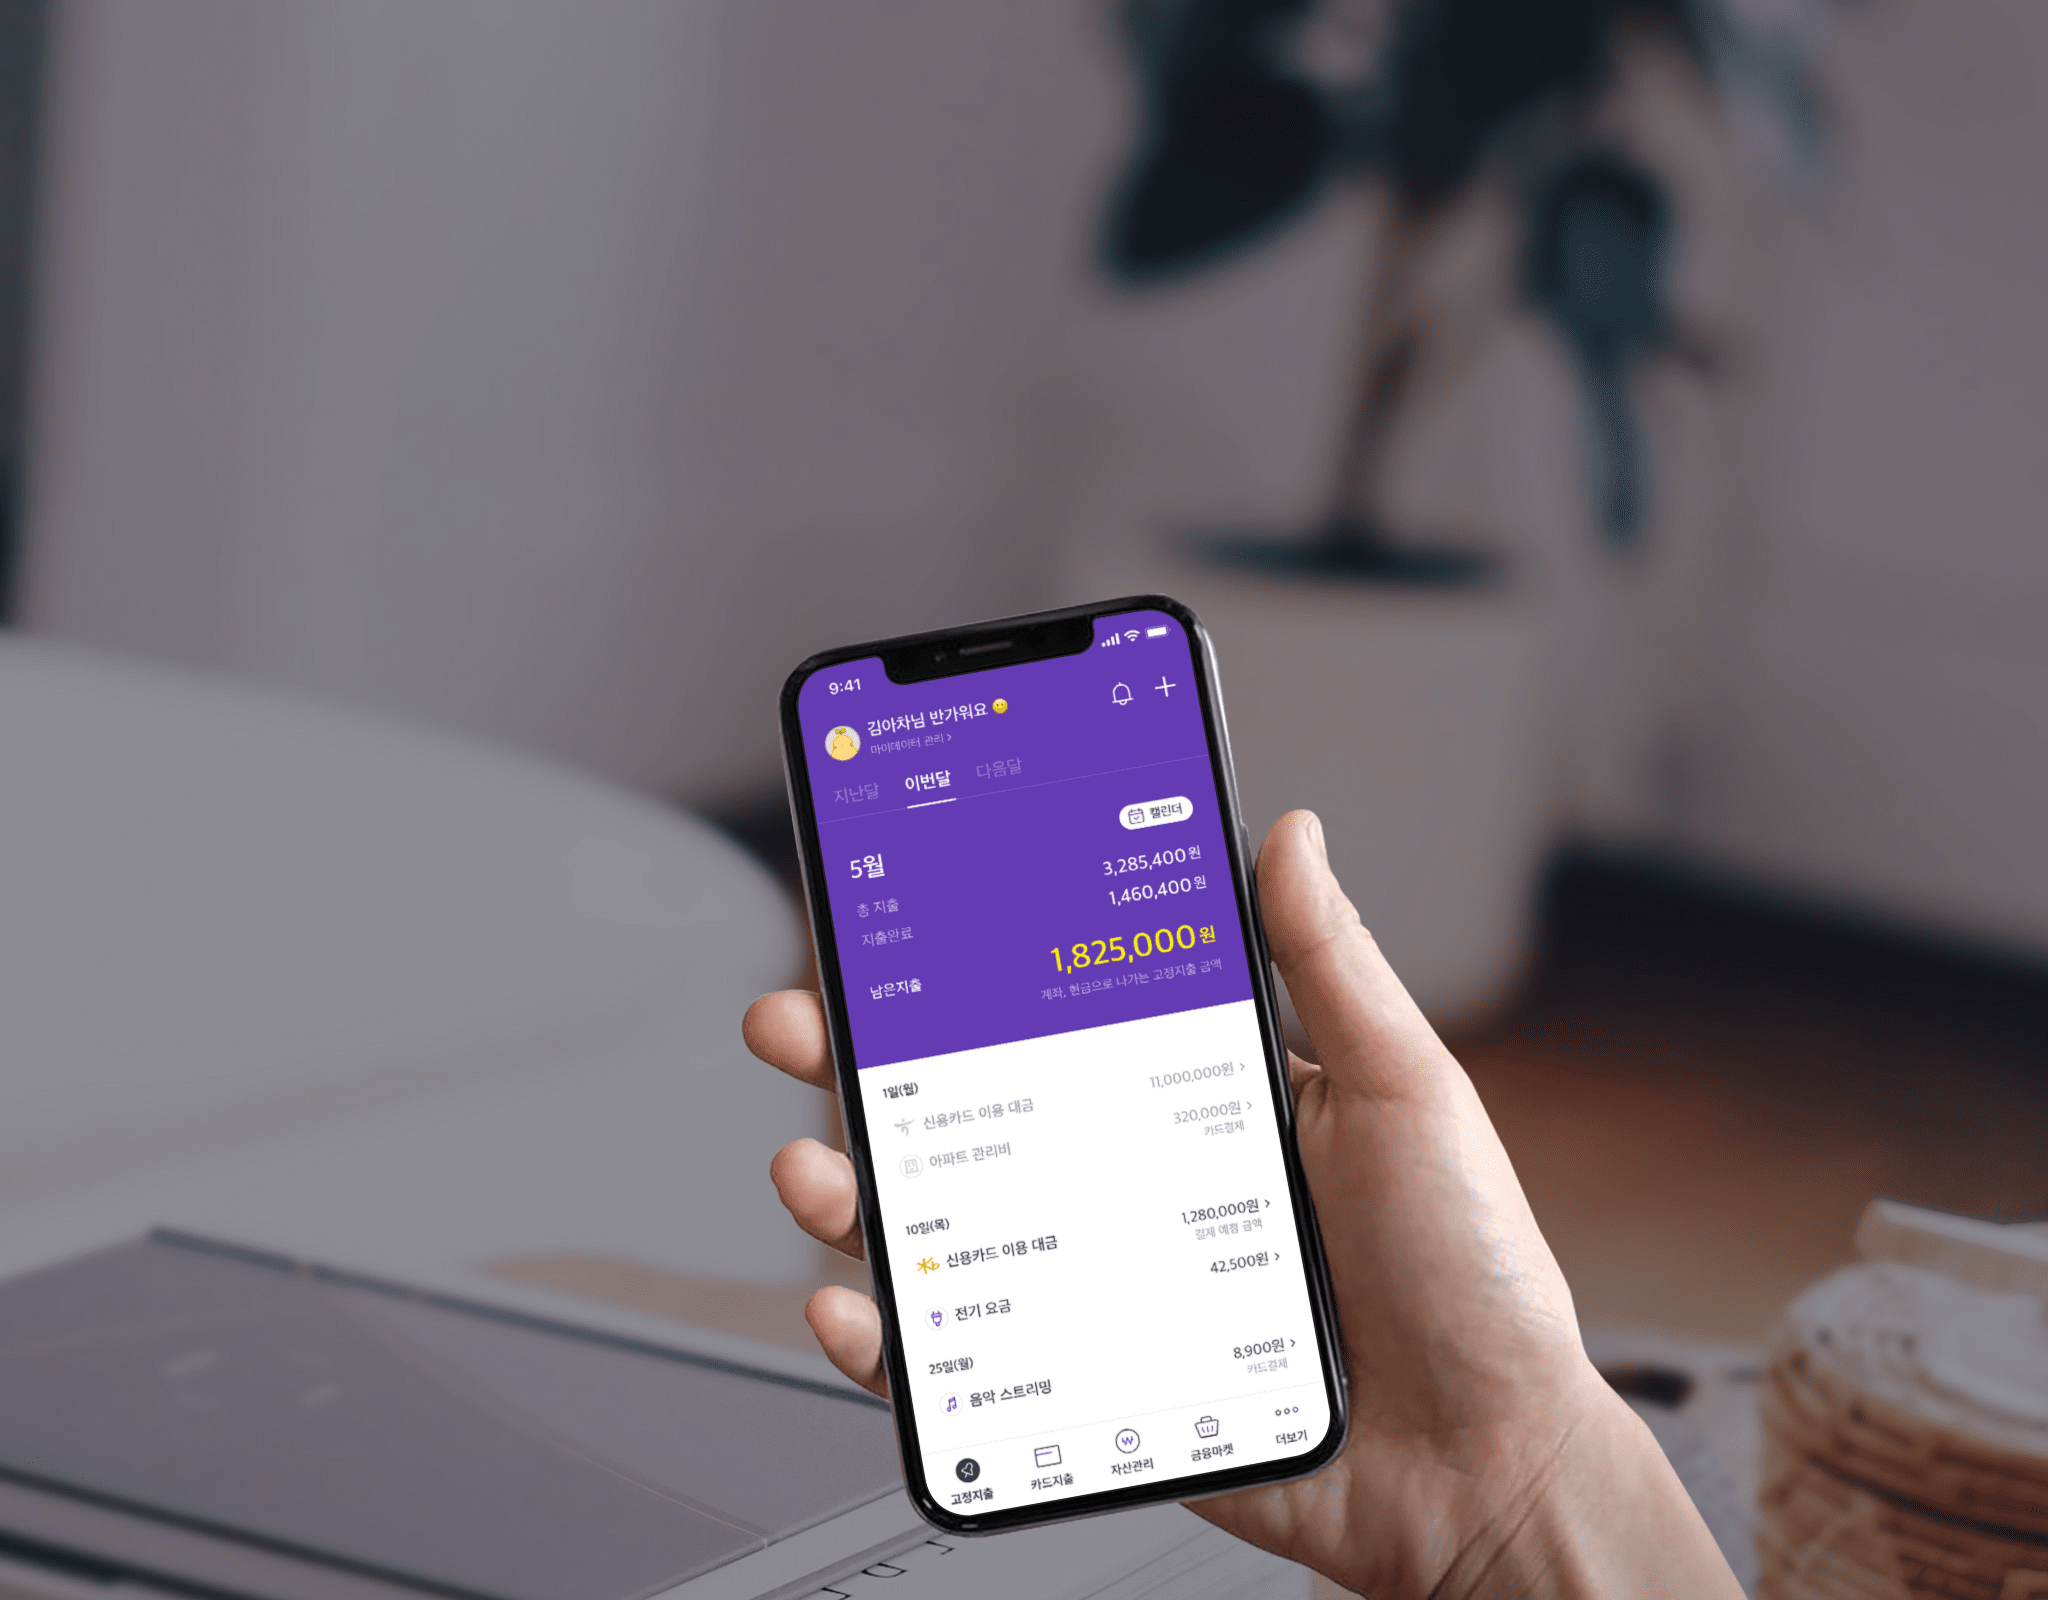 9:41
김아차님 반가워요
마이데이터 관리 >
지난달 이번달 다음달
캘린더
5월
총 지출 3,285,400원
지출완료 1,460,400원
남은지출 1,825,000원
계좌, 현금으로 나가는 고정지출 금액
1일(월)
신용카드 이용 대금 11,000,000원 >
아파트 관리비 320,000원 >
카드결제
10일(목)
신용카드 이용 대금 1,280,000원 >
결제 예정 금액
전기 요금 42,500원 >
25일(월)
음악 스트리밍 8,900원 >
카드결제
고정지출 카드지출 자산관리 금융마켓 더보기